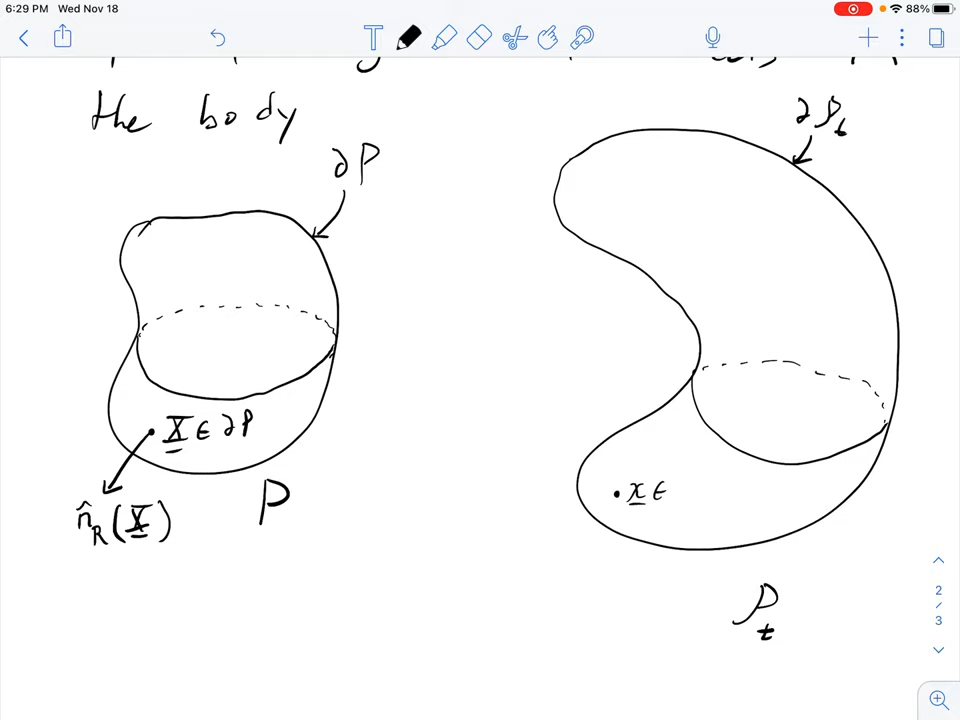 6:29 PM Wed Nov 18
88%
the body
∂P
∂𝒫_t
X ∈ ∂P
n̂_R(X)
P
x ∈
𝒫_t
2
/
3